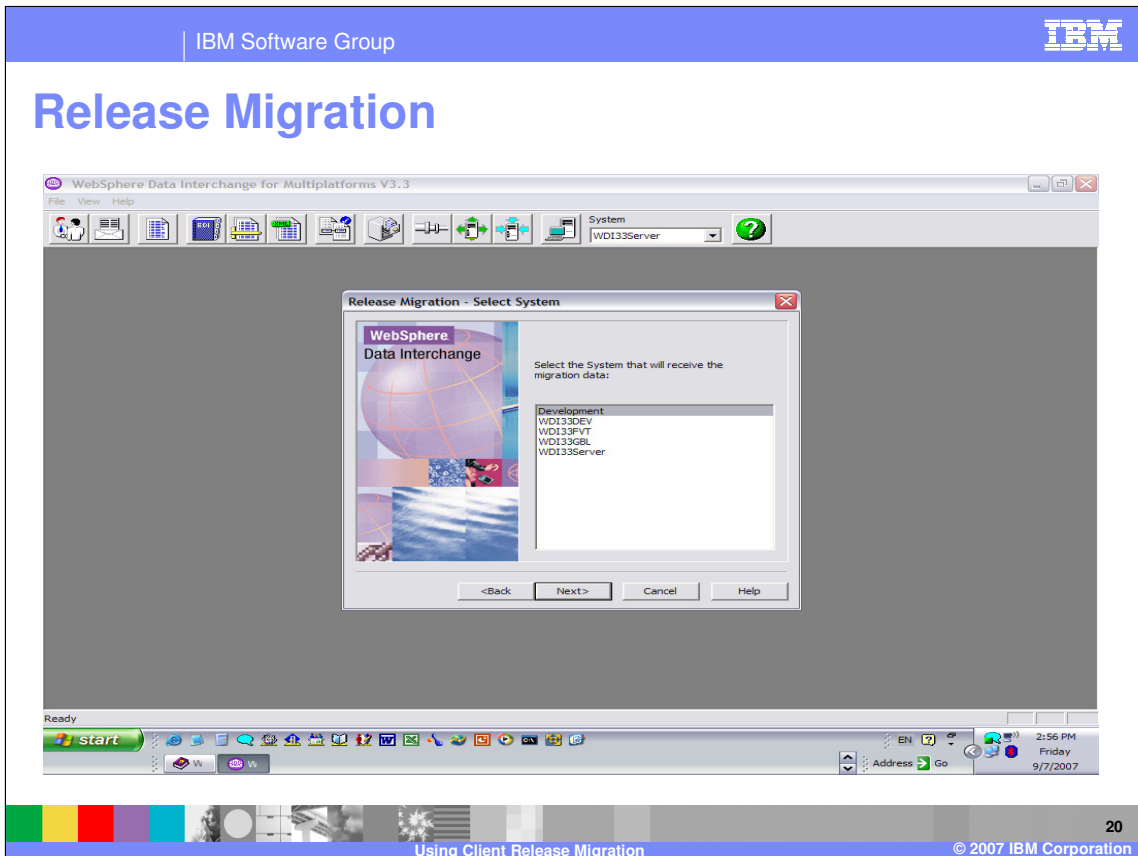 IBM Software Group
IBM
Release Migration
WebSphere Data Interchange for Multiplatforms V3.3
File View Help
EDI
System
WDI33Server
Release Migration - Select System
WebSphere
Data Interchange
Select the System that will receive the
migration data:
Development
WDI33DEV
WDI33FVT
WDI33GBL
WDI33Server
<Back
Next>
Cancel
Help
Ready
start
EN
2:56 PM
W
W
Address
Go
Friday
9/7/2007
20
Using Client Release Migration
© 2007 IBM Corporation